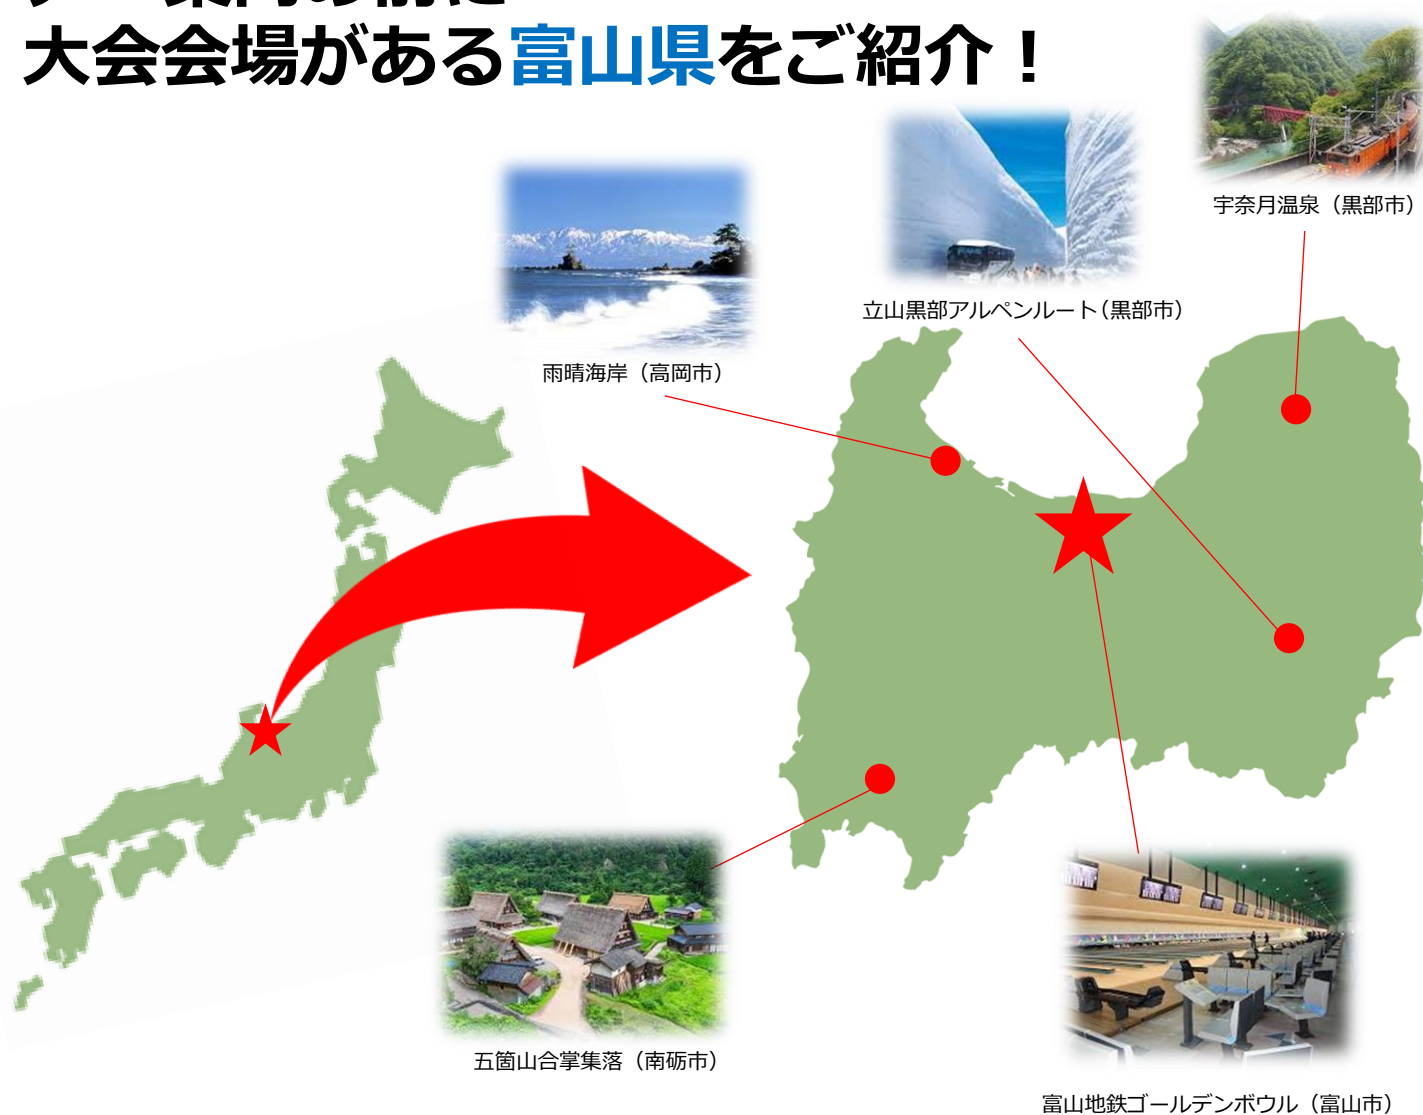 大会会場がある富山県をご紹介！
宇奈月温泉（黒部市）
立山黒部アルペンルート（黒部市）
雨晴海岸（高岡市）
五箇山合掌集落（南砺市）
富山地鉄ゴールデンボウル（富山市）